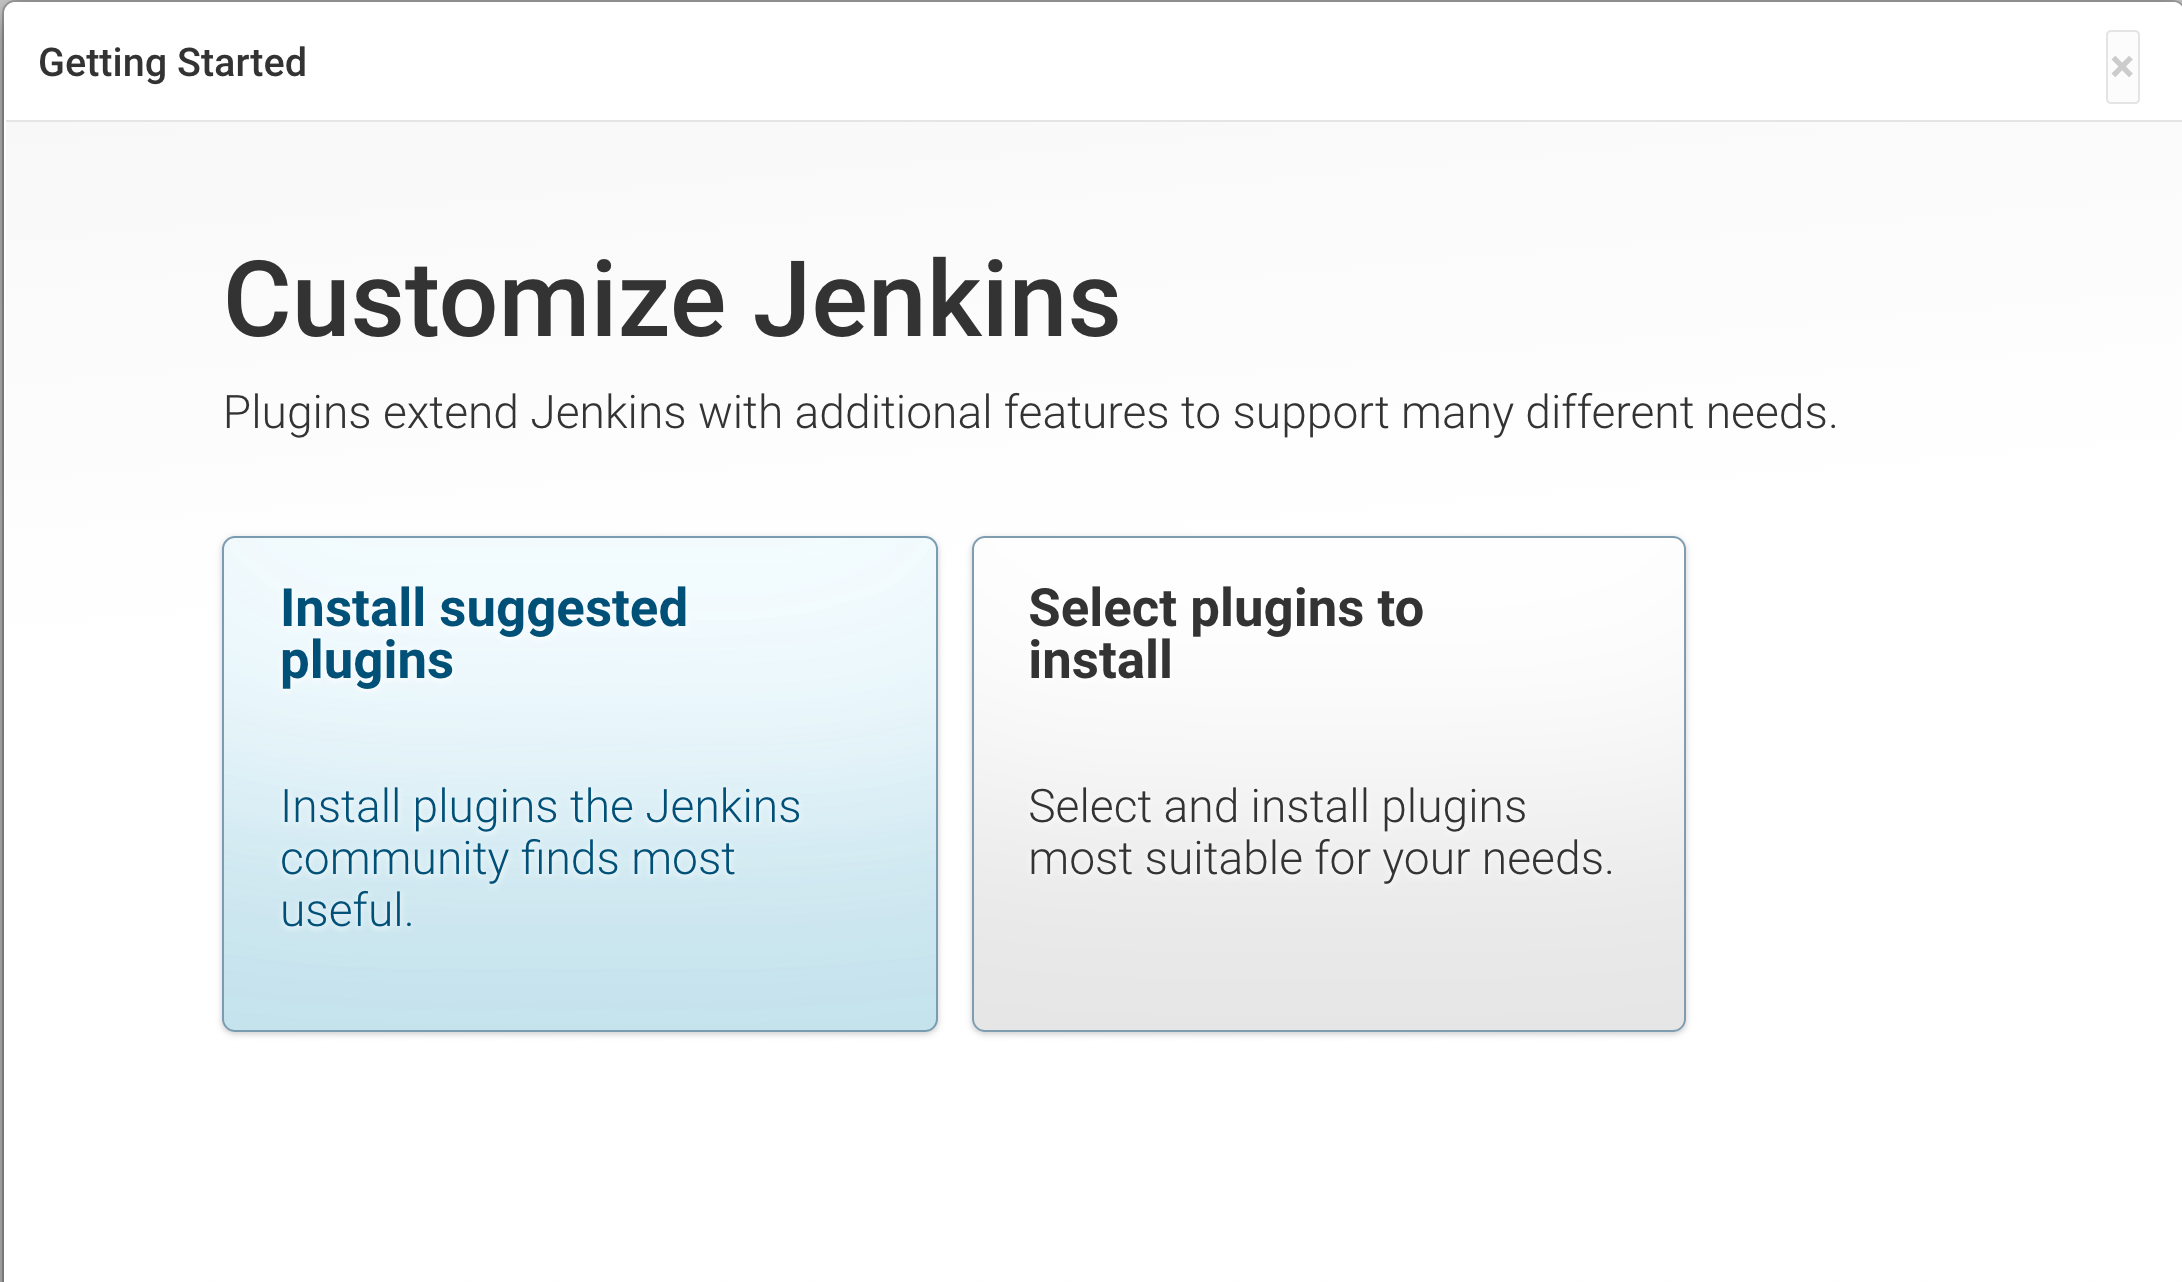 Getting Started
×
Customize Jenkins
Plugins extend Jenkins with additional features to support many different needs.
Install suggested
plugins
Install plugins the Jenkins
community finds most
useful.
Select plugins to
install
Select and install plugins
most suitable for your needs.